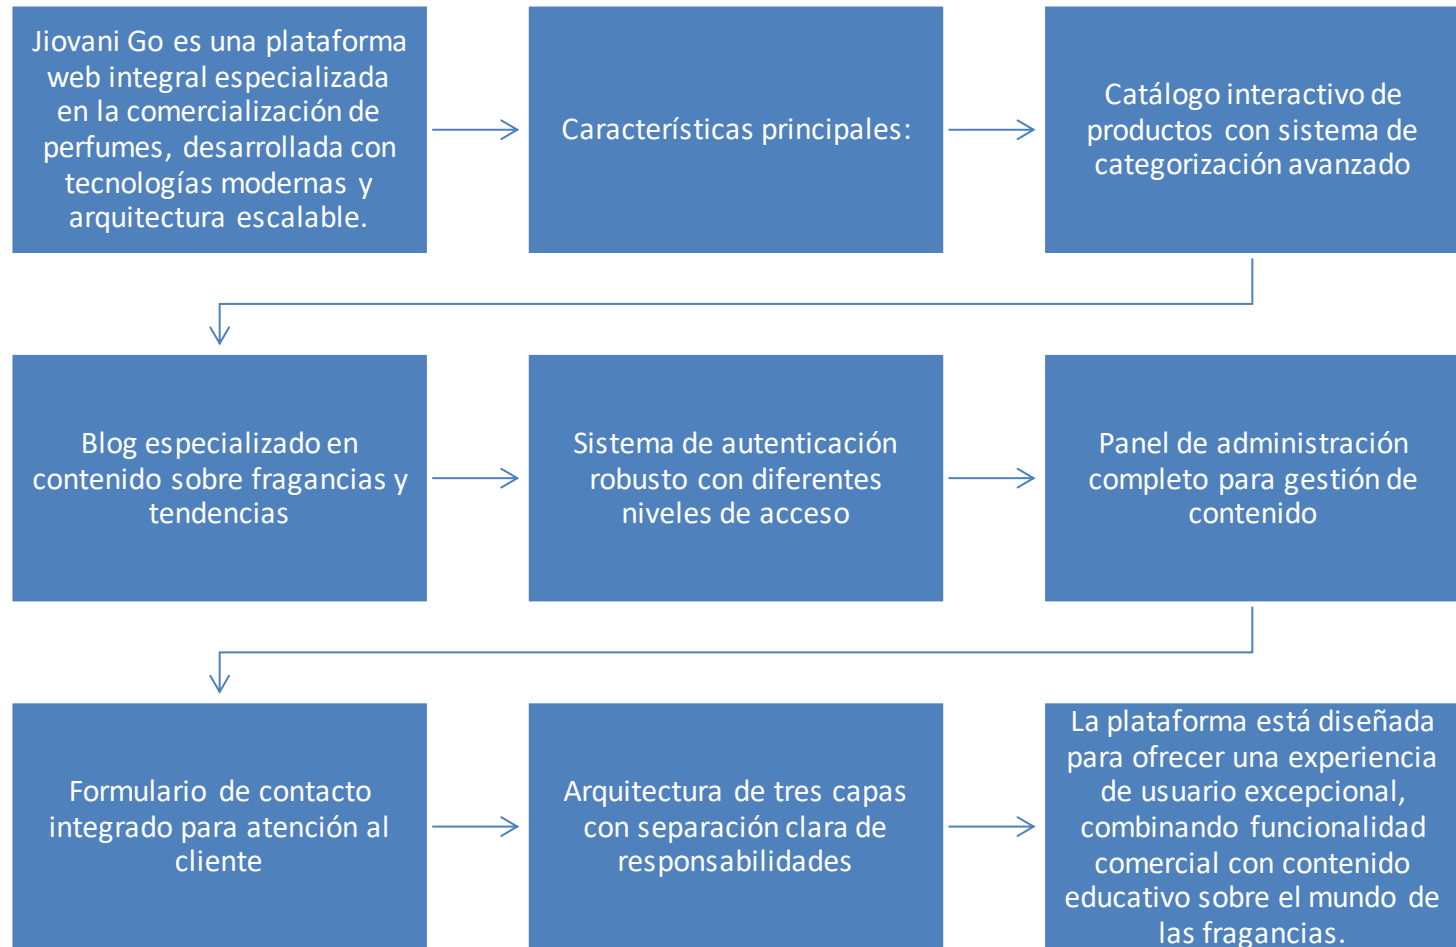 Jiovani Go es una plataforma
web integral especializada
en la comercialización de
perfumes, desarrollada con
tecnologías modernas y
arquitectura escalable.
Características principales:
Catálogo interactivo de
productos con sistema de
categorización avanzado
Blog especializado en
contenido sobre fragancias y
tendencias
Sistema de autenticación
robusto con diferentes
niveles de acceso
Panel de administración
completo para gestión de
contenido
Formulario de contacto
integrado para atención al
cliente
Arquitectura de tres capas
con separación clara de
responsabilidades
La plataforma está diseñada
para ofrecer una experiencia
de usuario excepcional,
combinando funcionalidad
comercial con contenido
educativo sobre el mundo de
las fragancias.